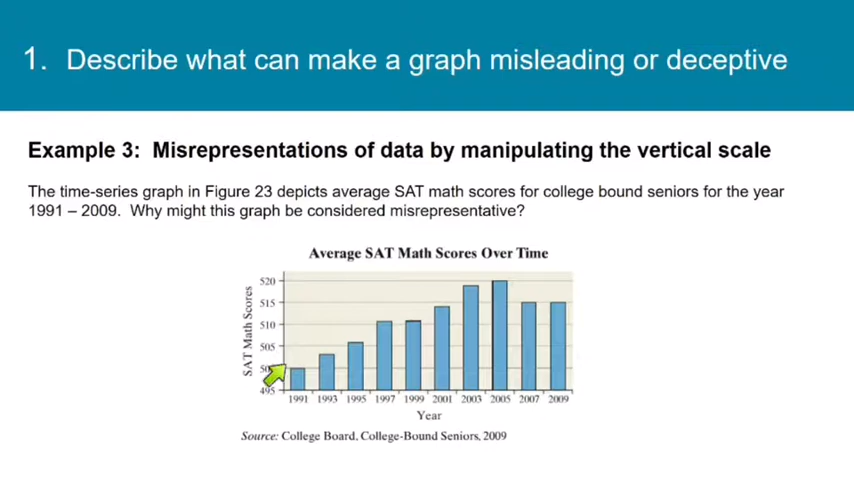 1. Describe what can make a graph misleading or deceptive
Example 3: Misrepresentations of data by manipulating the vertical scale
The time-series graph in Figure 23 depicts average SAT math scores for college bound seniors for the year
1991 – 2009. Why might this graph be considered misrepresentative?
Average SAT Math Scores Over Time
SAT Math Scores
520
515
510
505
495
1991 1993 1995 1997 1999 2001 2003 2005 2007 2009
Year
Source: College Board, College-Bound Seniors, 2009